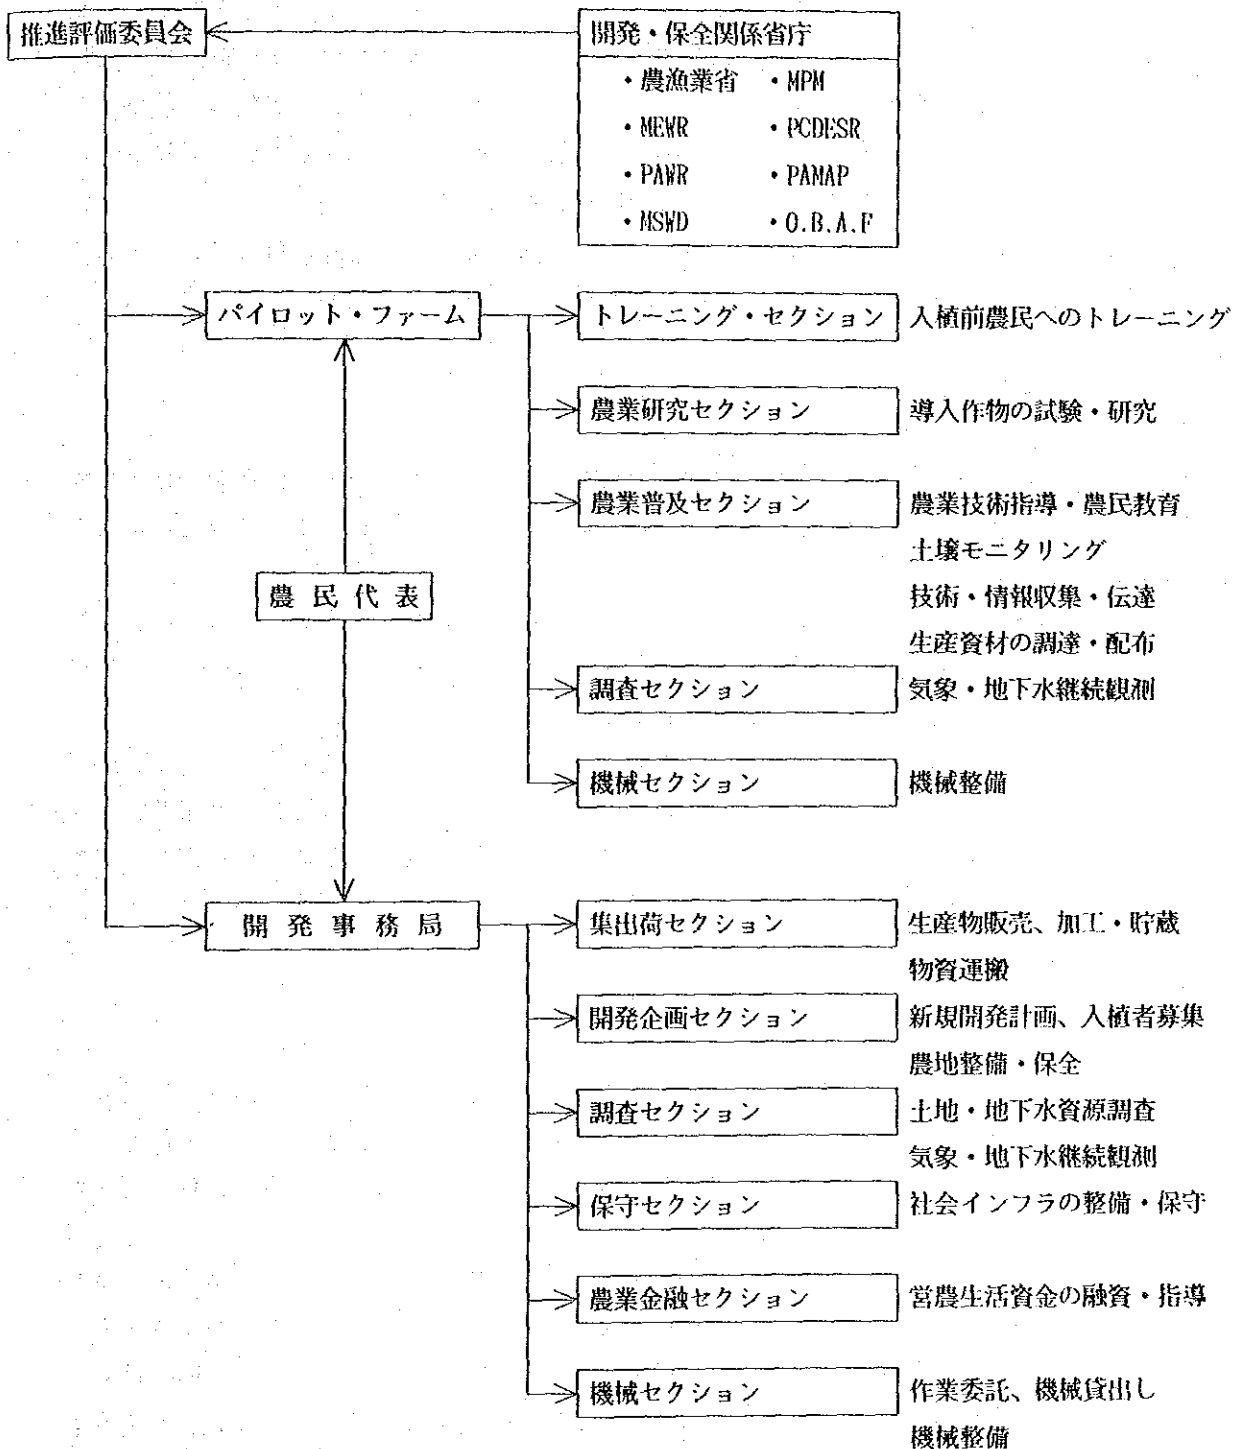 推進評価委員会
開発・保全関係省庁
・農漁業省 ・MPM
・MEWR ・PCDESR
・PAWR ・PAMAP
・MSWD ・O.B.A.F
パイロット・ファーム
トレーニング・セクション 入植前農民へのトレーニング
農業研究セクション 導入作物の試験・研究
農業普及セクション 農業技術指導・農民教育
土壌モニタリング
技術・情報収集・伝達
生産資材の調達・配布
農民代表
調査セクション 気象・地下水継続観測
機械セクション 機械整備
開発事務局
集出荷セクション 生産物販売、加工・貯蔵
物資運搬
開発企画セクション 新規開発計画、入植者募集
農地整備・保全
調査セクション 土地・地下水資源調査
気象・地下水継続観測
保守セクション 社会インフラの整備・保守
農業金融セクション 営農生活資金の融資・指導
機械セクション 作業委託、機械貸出し
機械整備